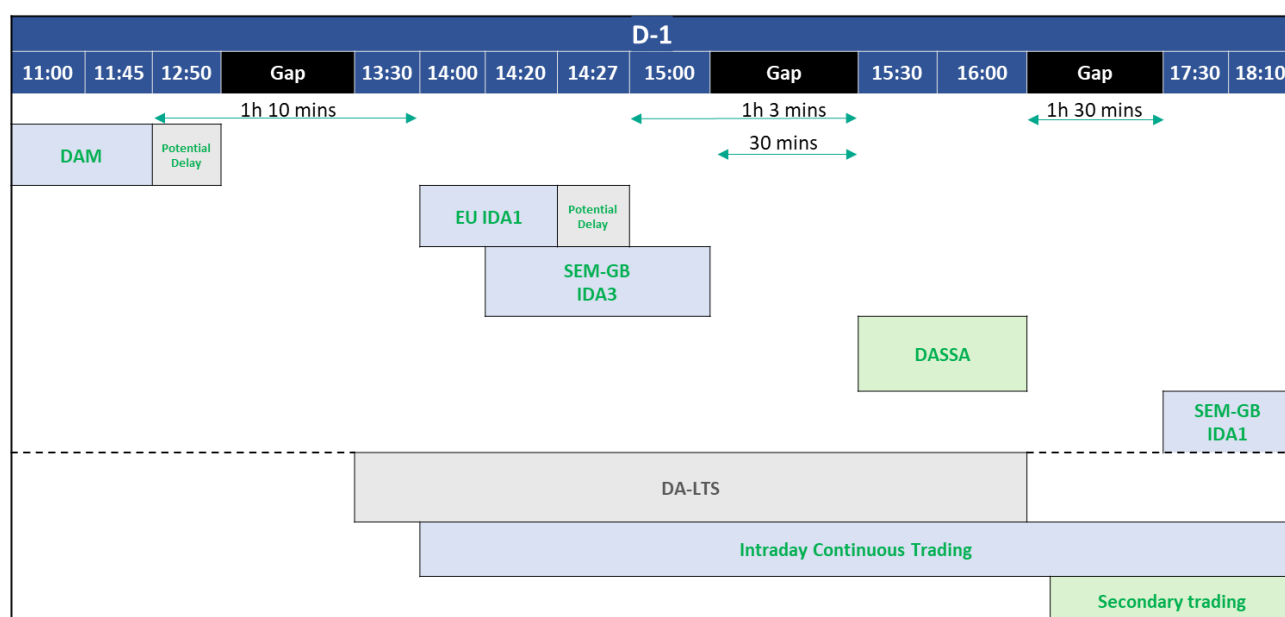 D-1
11:00 11:45 12:50 Gap 13:30 14:00 14:20 14:27 15:00 Gap 15:30 16:00 Gap 17:30 18:10
1h 10 mins 1h 3 mins 1h 30 mins
30 mins
DAM
Potential
Delay
EU IDA1
Potential
Delay
SEM-GB
IDA3
DASSA
SEM-GB
IDA1
DA-LTS
Intraday Continuous Trading
Secondary trading